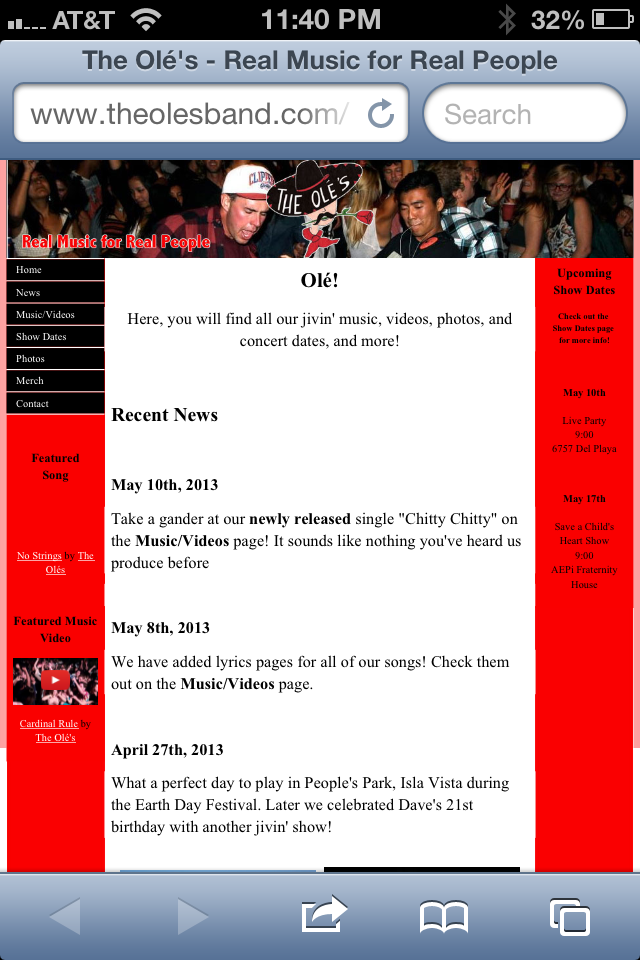 AT&T 11:40 PM 32%
The Olé's - Real Music for Real People
www.theolesband.com/ Search
CLIPPERS
THE OLÉ'S
Real Music for Real People
Home
News
Music/Videos
Show Dates
Photos
Merch
Contact
Featured
Song
No Strings by The
Olés
Featured Music
Video
Cardinal Rule by
The Olé's
Olé!
Here, you will find all our jivin' music, videos, photos, and
concert dates, and more!
Recent News
May 10th, 2013
Take a gander at our newly released single "Chitty Chitty" on
the Music/Videos page! It sounds like nothing you've heard us
produce before
May 8th, 2013
We have added lyrics pages for all of our songs! Check them
out on the Music/Videos page.
April 27th, 2013
What a perfect day to play in People's Park, Isla Vista during
the Earth Day Festival. Later we celebrated Dave's 21st
birthday with another jivin' show!
Upcoming
Show Dates
Check out the
Show Dates page
for more info!
May 10th
Live Party
9:00
6757 Del Playa
May 17th
Save a Child's
Heart Show
9:00
AEPi Fraternity
House